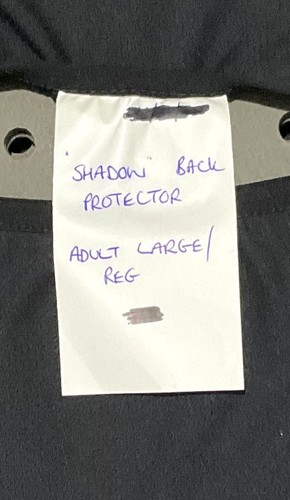 "SHADOW" BACK
PROTECTOR
ADULT LARGE/
REG